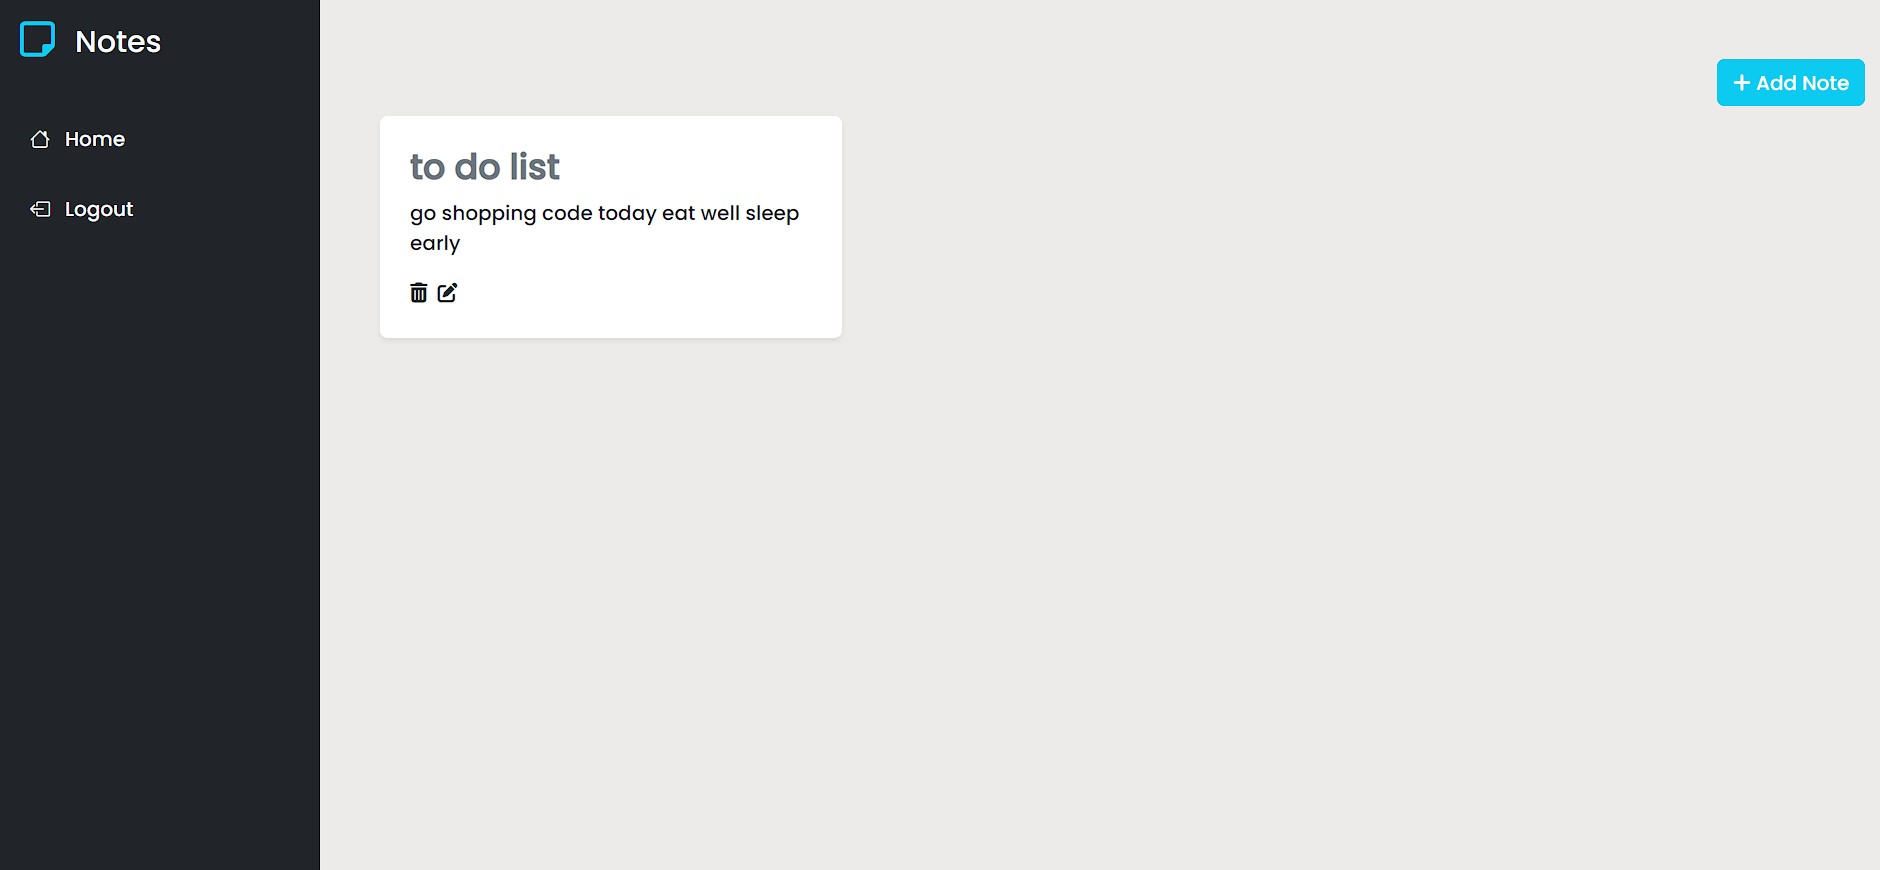 Notes
Home
Logout
+ Add Note
to do list
go shopping code today eat well sleep
early